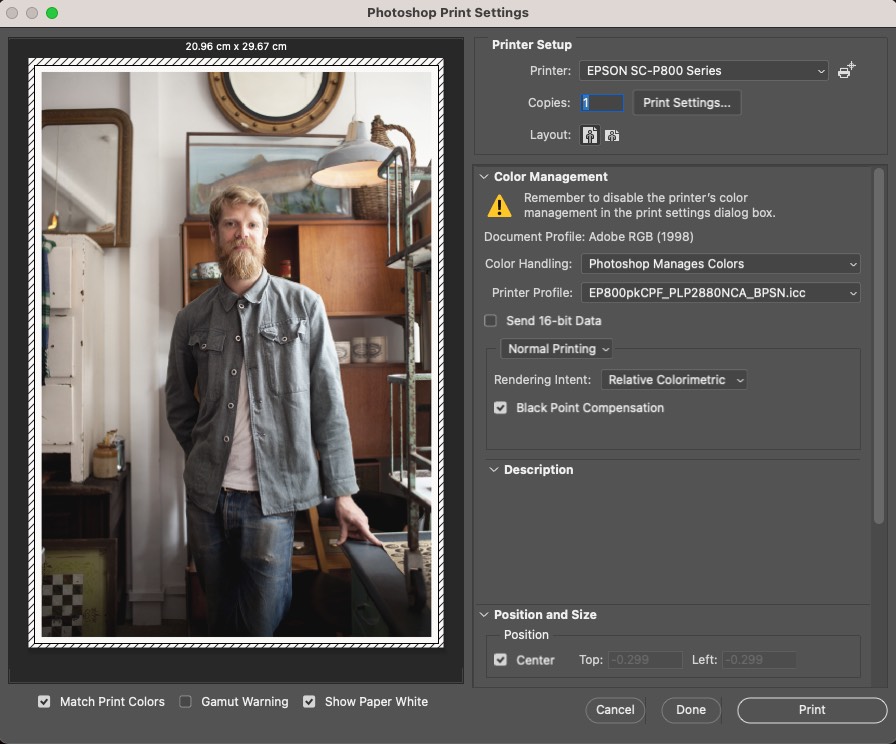 Photoshop Print Settings
20.96 cm x 29.67 cm
Printer Setup
Printer: EPSON SC-P800 Series
Copies: 1 Print Settings...
Layout:
Color Management
Remember to disable the printer's color
management in the print settings dialog box.
Document Profile: Adobe RGB (1998)
Color Handling: Photoshop Manages Colors
Printer Profile: EP800pkCPF_PLP2880NCA_BPSN.icc
Send 16-bit Data
Normal Printing
Rendering Intent: Relative Colorimetric
Black Point Compensation
Description
Position and Size
Position
Center Top: -0.299 Left: -0.299
Match Print Colors Gamut Warning Show Paper White
Cancel Done Print